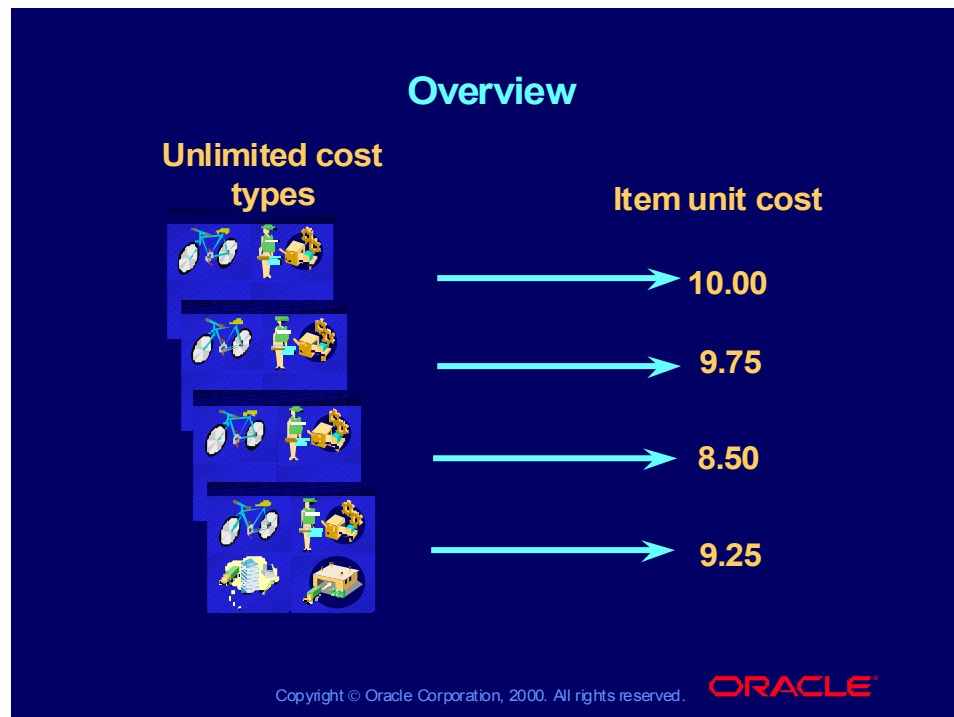 Overview
Unlimited cost
types
Item unit cost
10.00
9.75
8.50
9.25
Copyright © Oracle Corporation, 2000. All rights reserved.
ORACLE®